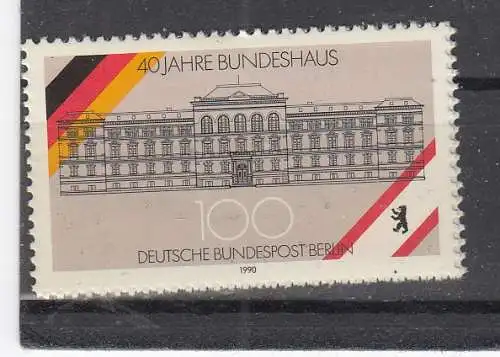 40 JAHRE BUNDESHAUS
100
DEUTSCHE BUNDESPOST BERLIN
1990